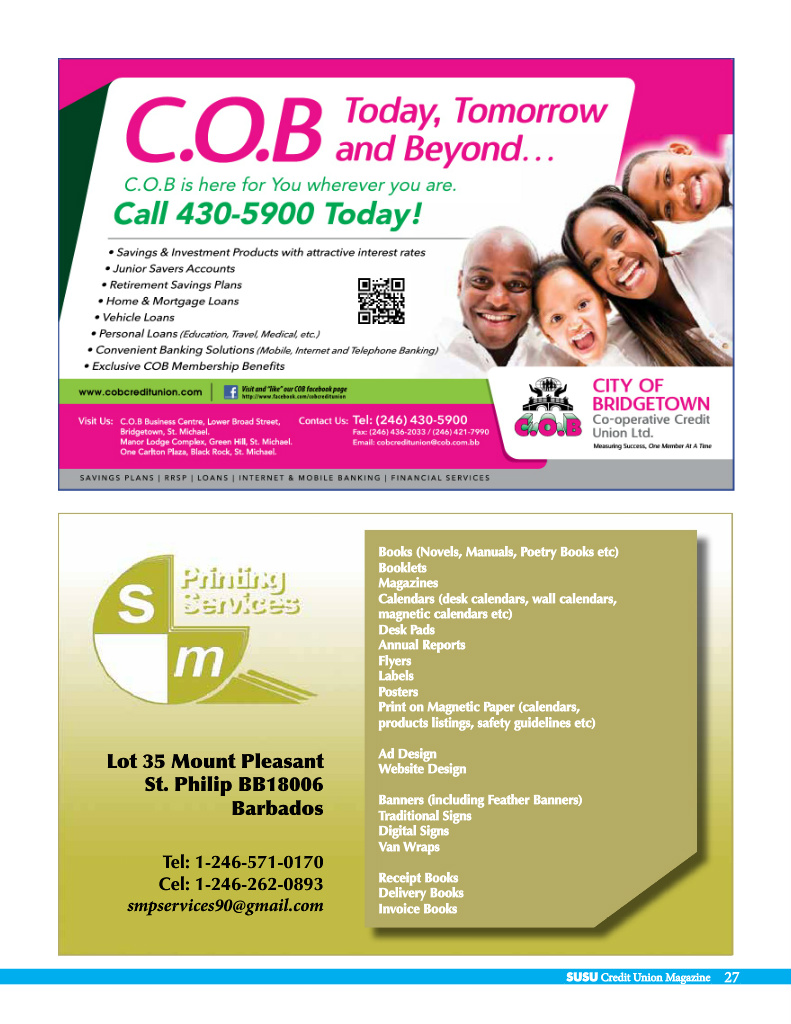 C.O.B Today, Tomorrow
and Beyond...
C.O.B is here for You wherever you are.
Call 430-5900 Today!
• Savings & Investment Products with attractive interest rates
• Junior Savers Accounts
• Retirement Savings Plans
• Home & Mortgage Loans
• Vehicle Loans
• Personal Loans (Education, Travel, Medical, etc.)
• Convenient Banking Solutions (Mobile, Internet and Telephone Banking)
• Exclusive COB Membership Benefits
www.cobcreditunion.com
f
Visit and "like" our COB facebook page
http://www.facebook.com/cobcreditunion
Visit Us: C.O.B Business Centre, Lower Broad Street,
Bridgetown, St. Michael.
Manor Lodge Complex, Green Hill, St. Michael.
One Carlton Plaza, Black Rock, St. Michael.
Contact Us: Tel: (246) 430-5900
Fax: (246) 436-2033 / (246) 421-7990
Email: cobcreditunion@cob.com.bb
C.O.B
CITY OF
BRIDGETOWN
Co-operative Credit
Union Ltd.
Measuring Success, One Member At A Time
SAVINGS PLANS | RRSP | LOANS | INTERNET & MOBILE BANKING | FINANCIAL SERVICES
S
m
Printing
Services
Lot 35 Mount Pleasant
St. Philip BB18006
Barbados
Tel: 1-246-571-0170
Cel: 1-246-262-0893
smpservices90@gmail.com
Books (Novels, Manuals, Poetry Books etc)
Booklets
Magazines
Calendars (desk calendars, wall calendars,
magnetic calendars etc)
Desk Pads
Annual Reports
Flyers
Labels
Posters
Print on Magnetic Paper (calendars,
products listings, safety guidelines etc)
Ad Design
Website Design
Banners (including Feather Banners)
Traditional Signs
Digital Signs
Van Wraps
Receipt Books
Delivery Books
Invoice Books
SUSU Credit Union Magazine 27